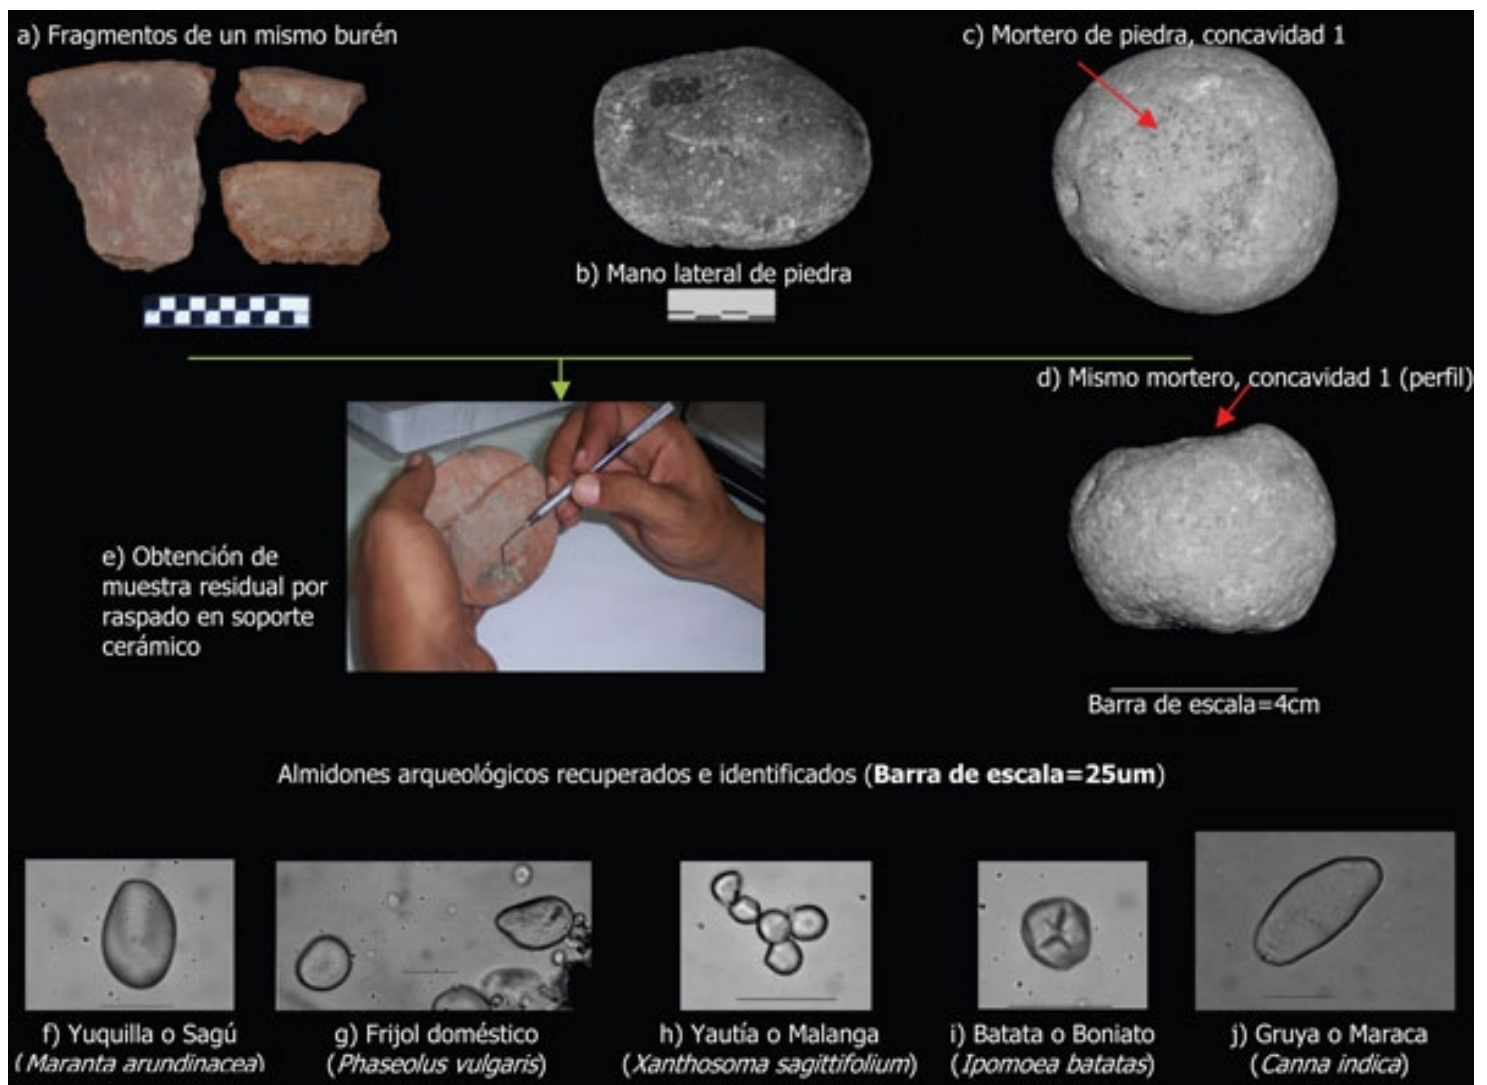 a) Fragmentos de un mismo burén
c) Mortero de piedra, concavidad 1
b) Mano lateral de piedra
d) Mismo mortero, concavidad 1 (perfil)
e) Obtención de
muestra residual por
raspado en soporte
cerámico
Barra de escala=4cm
Almidones arqueológicos recuperados e identificados (Barra de escala=25um)
f) Yuquilla o Sagú
(Maranta arundinacea)
g) Frijol doméstico
(Phaseolus vulgaris)
h) Yautía o Malanga
(Xanthosoma sagittifolium)
i) Batata o Boniato
(Ipomoea batatas)
j) Gruya o Maraca
(Canna indica)